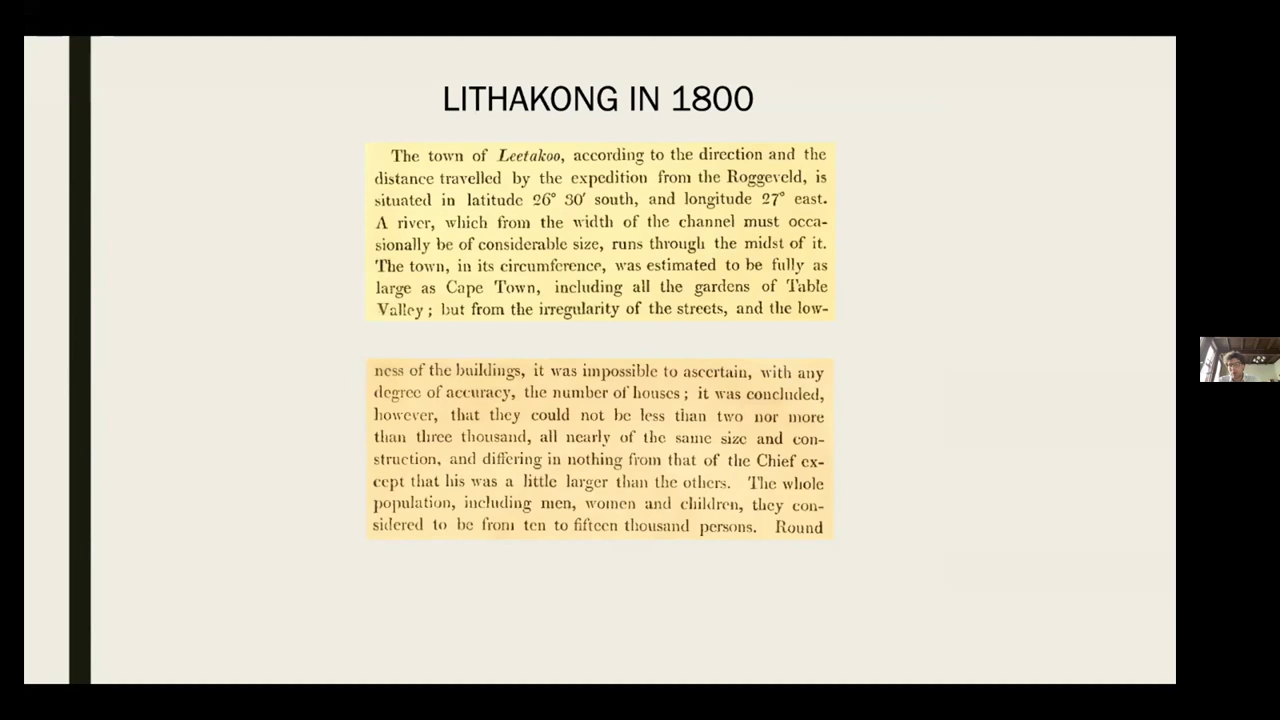 LITHAKONG IN 1800
The town of Leetakoo, according to the direction and the
distance travelled by the expedition from the Roggeveld, is
situated in latitude 26° 30′ south, and longitude 27° east.
A river, which from the width of the channel must occa-
sionally be of considerable size, runs through the midst of it.
The town, in its circumference, was estimated to be fully as
large as Cape Town, including all the gardens of Table
Valley; but from the irregularity of the streets, and the low-
ness of the buildings, it was impossible to ascertain, with any
degree of accuracy, the number of houses; it was concluded,
however, that they could not be less than two nor more
than three thousand, all nearly of the same size and con-
struction, and differing in nothing from that of the Chief ex-
cept that his was a little larger than the others. The whole
population, including men, women and children, they con-
sidered to be from ten to fifteen thousand persons. Round